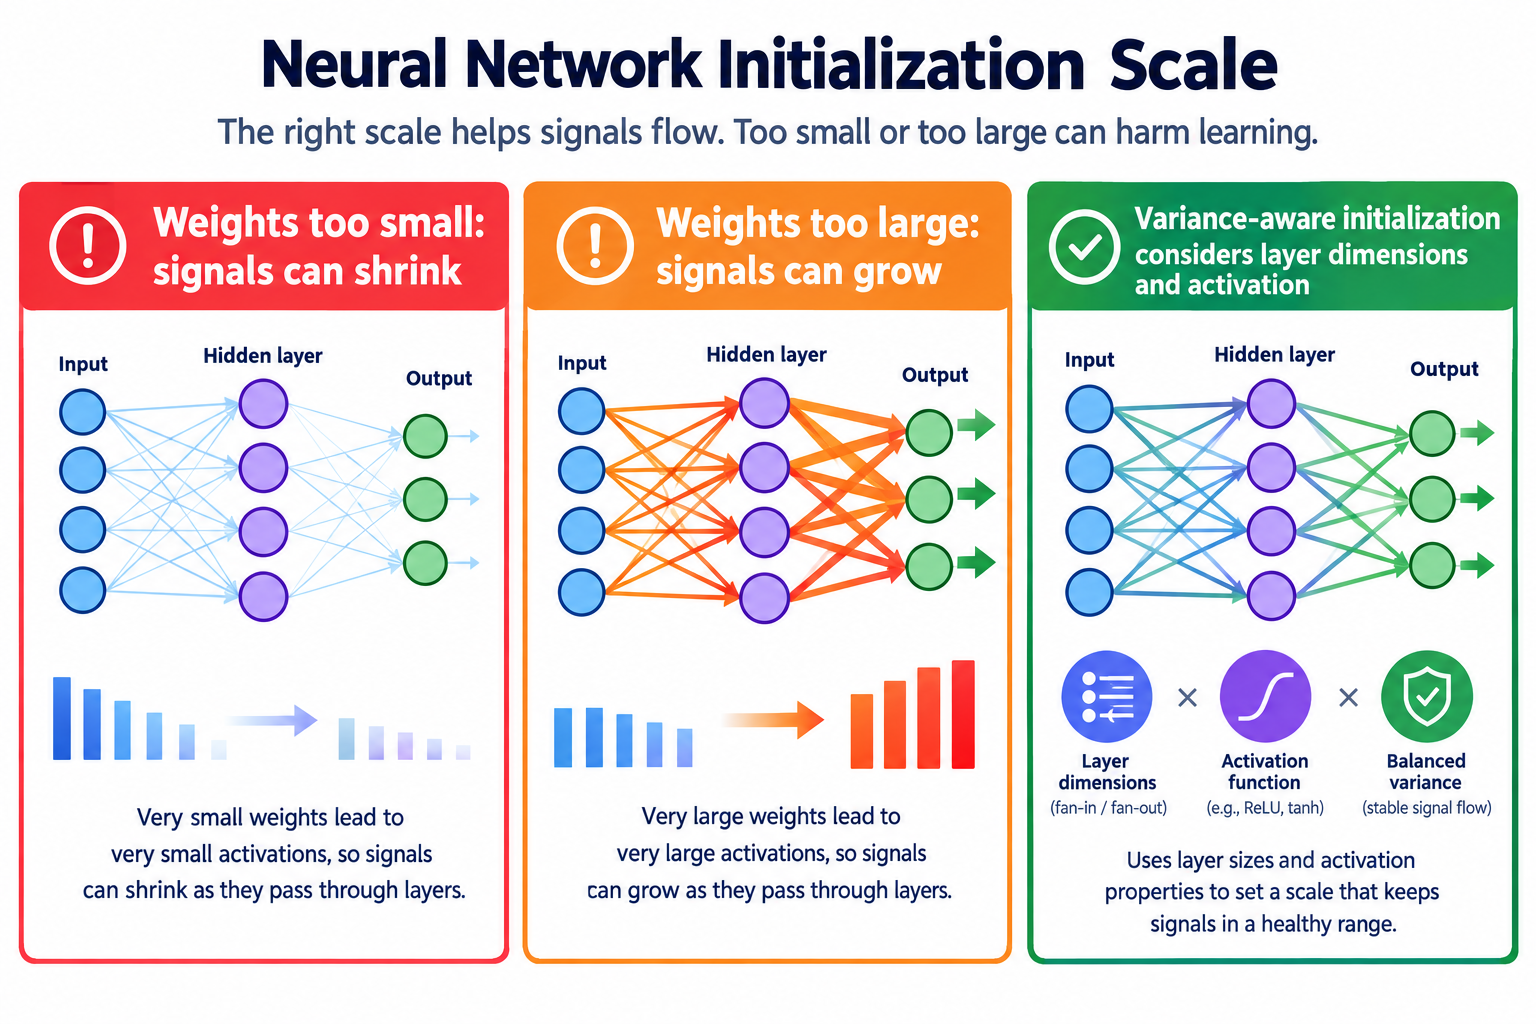 Neural Network Initialization Scale
The right scale helps signals flow. Too small or too large can harm learning.
Weights too small:
signals can shrink
Input
Hidden layer
Output
Very small weights lead to
very small activations, so signals
can shrink as they pass through layers.
Weights too large:
signals can grow
Input
Hidden layer
Output
Very large weights lead to
very large activations, so signals
can grow as they pass through layers.
Variance-aware initialization
considers layer dimensions
and activation
Input
Hidden layer
Output
×
×
Layer
dimensions
(fan-in / fan-out)
Activation
function
(e.g., ReLU, tanh)
Balanced
variance
(stable signal flow)
Uses layer sizes and activation
properties to set a scale that keeps
signals in a healthy range.